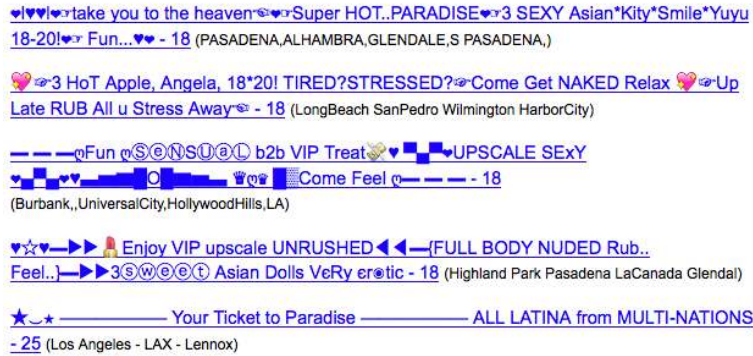 ❤|♥♥|❤☞take you to the heaven☜❤☞Super HOT..PARADISE❤☞3 SEXY Asian*Kity*Smile*Yuyu
18-20!❤☞ Fun...♥❤ - 18 (PASADENA,ALHAMBRA,GLENDALE,S PASADENA,)
💖 ☞3 HoT Apple, Angela, 18*20! TIRED?STRESSED?☞Come Get NAKED Relax 💖 ☞Up
Late RUB All u Stress Away☜ - 18 (LongBeach SanPedro Wilmington HarborCity)
▬ ▬ ▬ღFun ღⓈⓔⓃSⓊⓐⓁ b2b VIP Treat💸♥ ▀▄▀❤UPSCALE SExY
❤▄▀▄❤♥▃▅▆█O█▆▅▃ ♛ღ♛ █▒Come Feel ღ▬ ▬ ▬ ▬ - 18
(Burbank,,UniversalCity,HollywoodHills,LA)
♥☆♥▬▶▶💄Enjoy VIP upscale UNRUSHED◀◀▬{FULL BODY NUDED Rub..
Feel..}▬▶▶3ⓢⓦⓔⓔⓣ Asian Dolls VєRy єr๏tic - 18 (Highland Park Pasadena LaCanada Glendal)
★‿★ ————— Your Ticket to Paradise ————— ALL LATINA from MULTI-NATIONS
- 25 (Los Angeles - LAX - Lennox)